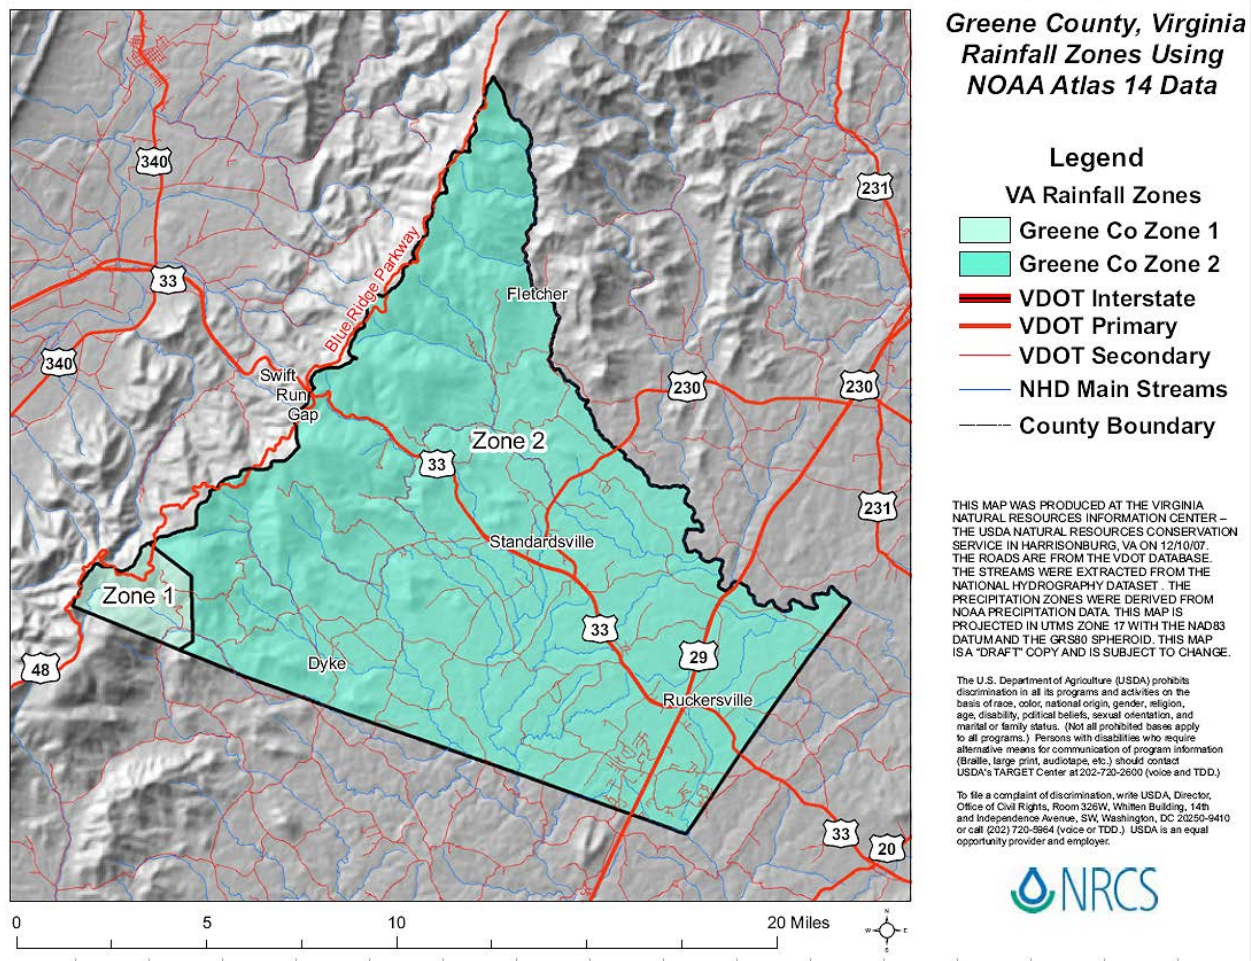 Greene County, Virginia
Rainfall Zones Using
NOAA Atlas 14 Data
Legend
VA Rainfall Zones
Greene Co Zone 1
Greene Co Zone 2
VDOT Interstate
VDOT Primary
VDOT Secondary
NHD Main Streams
County Boundary
THIS MAP WAS PRODUCED AT THE VIRGINIA
NATURAL RESOURCES INFORMATION CENTER –
THE USDA NATURAL RESOURCES CONSERVATION
SERVICE IN HARRISONBURG, VA ON 12/10/07.
THE ROADS ARE FROM THE VDOT DATABASE.
THE STREAMS WERE EXTRACTED FROM THE
NATIONAL HYDROGRAPHY DATASET . THE
PRECIPITATION ZONES WERE DERIVED FROM
NOAA PRECIPITATION DATA. THIS MAP IS
PROJECTED IN UTMS ZONE 17 WITH THE NAD83
DATUM AND THE GRS80 SPHEROID. THIS MAP
IS A "DRAFT" COPY AND IS SUBJECT TO CHANGE.
The U.S. Department of Agriculture (USDA) prohibits
discrimination in all its programs and activities on the
basis of race, color, national origin, gender, religion,
age, disability, political beliefs, sexual orientation, and
marital or family status. (Not all prohibited bases apply
to all programs.) Persons with disabilities who require
alternative means for communication of program information
(Braille, large print, audiotape, etc.) should contact
USDA's TARGET Center at 202-720-2600 (voice and TDD.)
To file a complaint of discrimination, write USDA, Director,
Office of Civil Rights, Room 326W, Whitten Building, 14th
and Independence Avenue, SW, Washington, DC 20250-9410
or call (202) 720-5964 (voice or TDD.) USDA is an equal
opportunity provider and employer.
NRCS
340
231
33
Blue Ridge Parkway
Fletcher
340
Swift
Run
Gap
230
230
Zone 2
33
231
Standardsville
Zone 1
33
29
48
Dyke
Ruckersville
33
20
0 5 10 20 Miles
N
W E
S